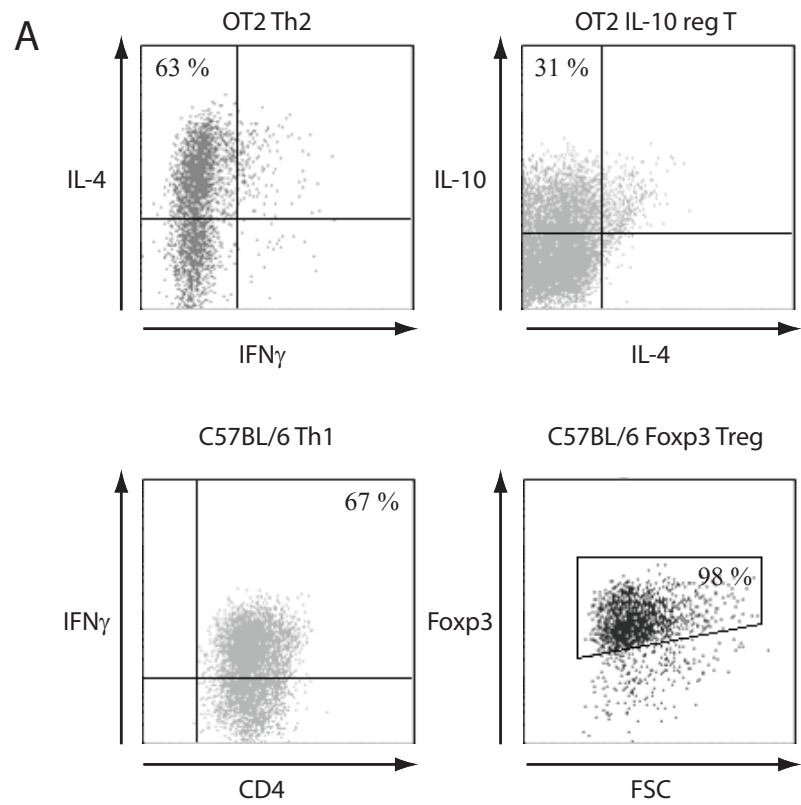 A
OT2 Th2
63 %
IL-4
IFNγ
OT2 IL-10 reg T
31 %
IL-10
IL-4
C57BL/6 Th1
67 %
IFNγ
CD4
C57BL/6 Foxp3 Treg
98 %
Foxp3
FSC